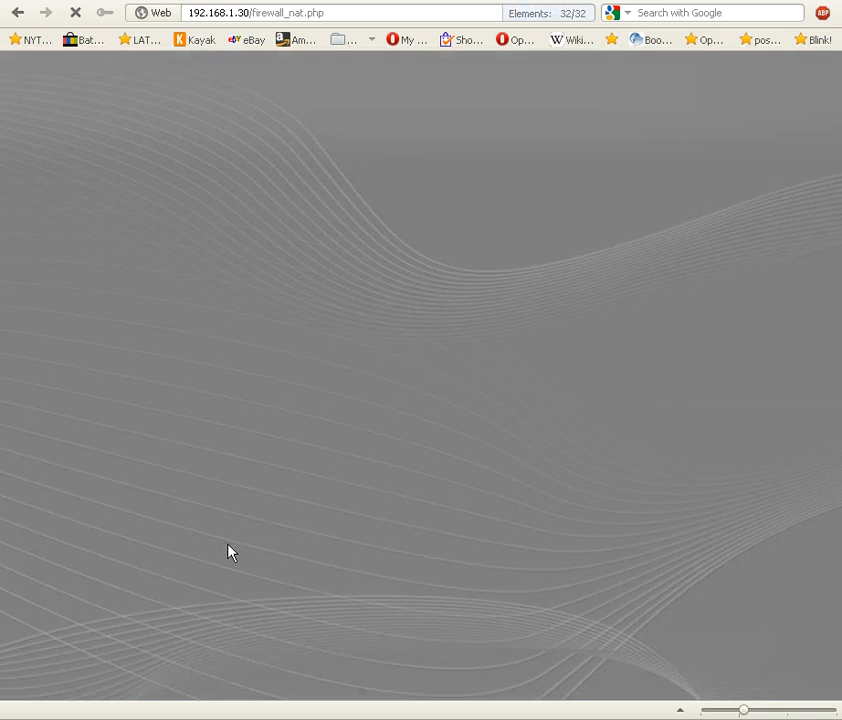 Web 192.168.1.30/firewall_nat.php Elements: 32/32 Search with Google ABP
NYT... Bat... LAT... Kayak eBay Am... ... My ... Sho... Op... Wiki... Boo... Op... pos... Blink!